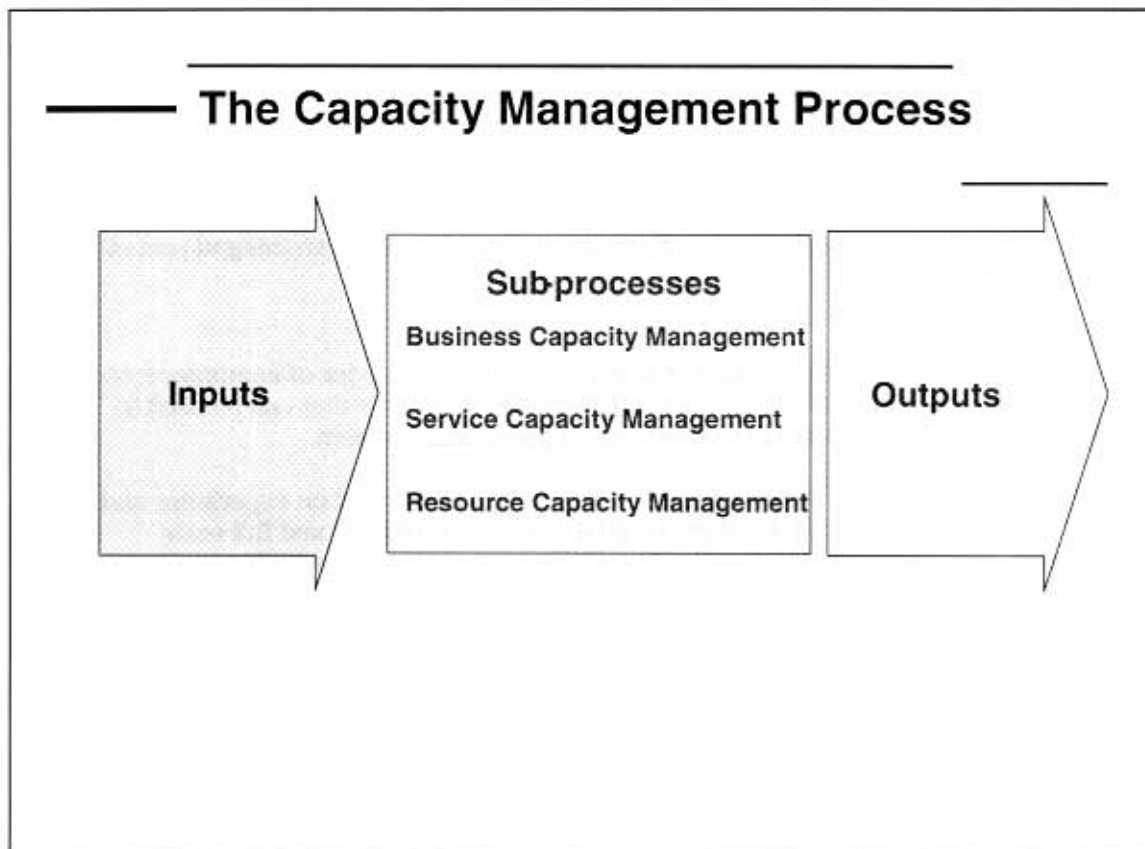 The Capacity Management Process
Inputs
Sub-processes
Business Capacity Management
Service Capacity Management
Resource Capacity Management
Outputs